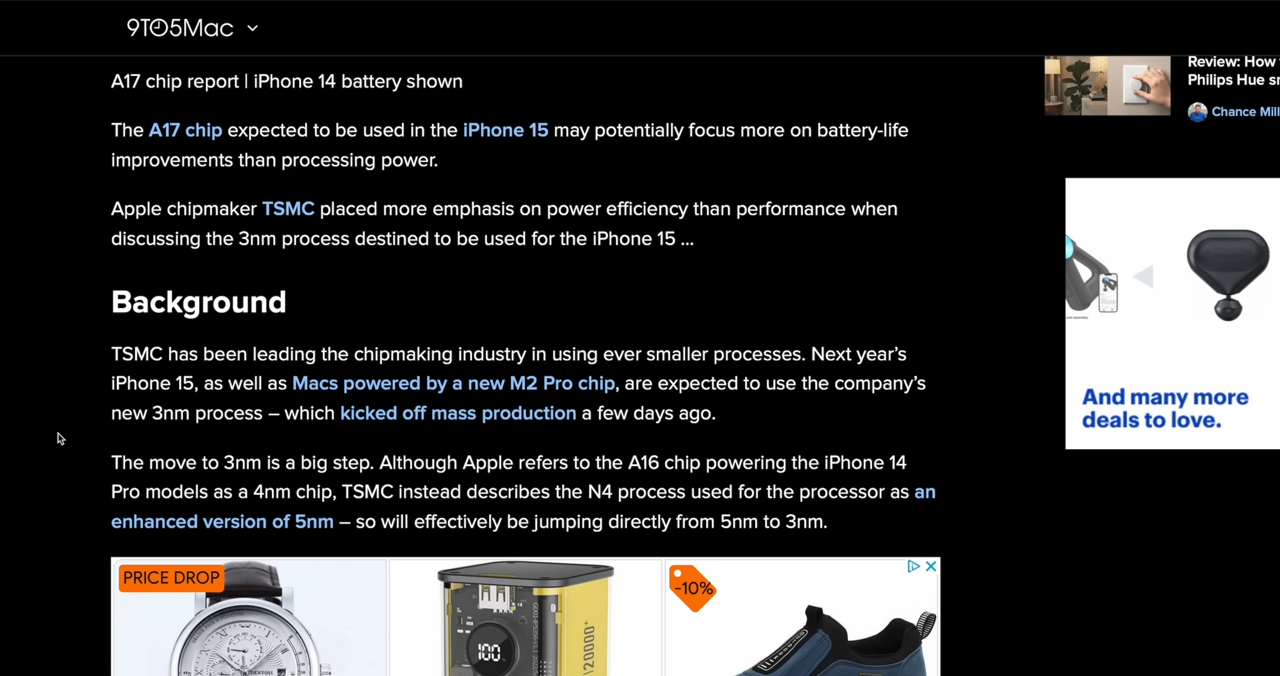 9TO5Mac
A17 chip report | iPhone 14 battery shown
The A17 chip expected to be used in the iPhone 15 may potentially focus more on battery-life
improvements than processing power.
Apple chipmaker TSMC placed more emphasis on power efficiency than performance when
discussing the 3nm process destined to be used for the iPhone 15 ...
Background
TSMC has been leading the chipmaking industry in using ever smaller processes. Next year’s
iPhone 15, as well as Macs powered by a new M2 Pro chip, are expected to use the company’s
new 3nm process – which kicked off mass production a few days ago.
The move to 3nm is a big step. Although Apple refers to the A16 chip powering the iPhone 14
Pro models as a 4nm chip, TSMC instead describes the N4 process used for the processor as an
enhanced version of 5nm – so will effectively be jumping directly from 5nm to 3nm.
PRICE DROP
100
20000+
-10%
Review: How
Philips Hue
Chance
And many more
deals to love.